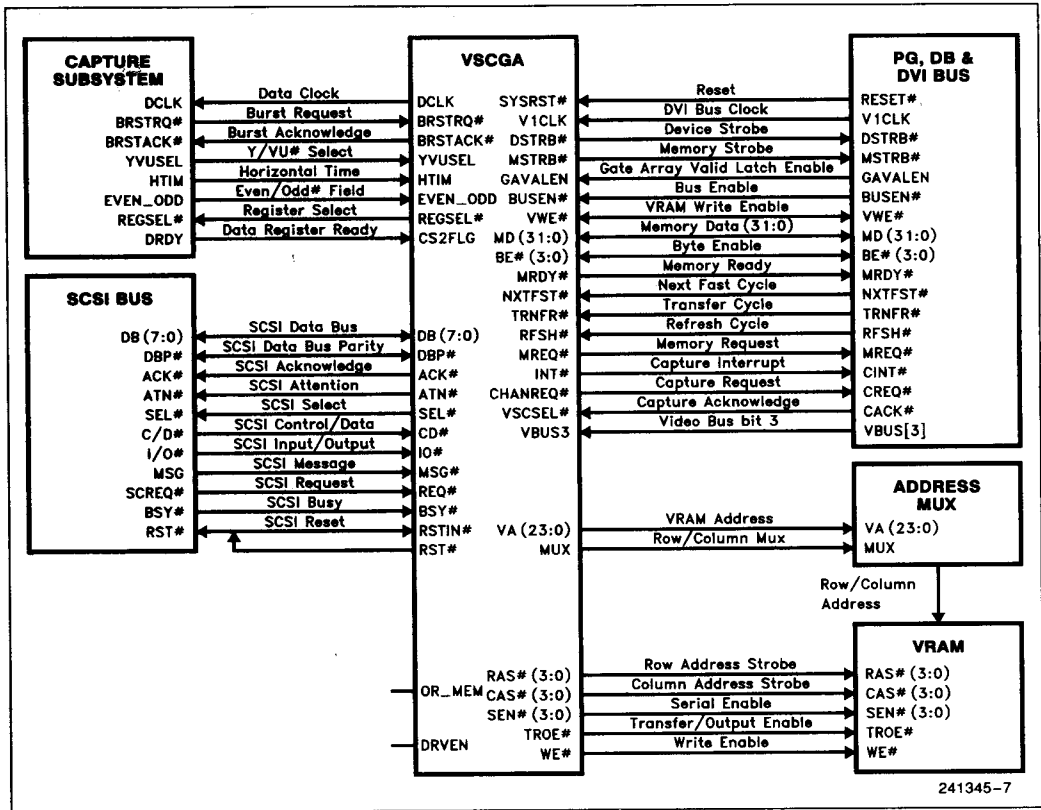 CAPTURE
SUBSYSTEM
DCLK
BRSTRQ#
BRSTACK#
YVUSEL
HTIM
EVEN_ODD
REGSEL#
DRDY
Data Clock
Burst Request
Burst Acknowledge
Y/VU# Select
Horizontal Time
Even/Odd# Field
Register Select
Data Register Ready
SCSI BUS
DB (7:0)
DBP#
ACK#
ATN#
SEL#
C/D#
I/O#
MSG
SCREQ#
BSY#
RST#
SCSI Data Bus
SCSI Data Bus Parity
SCSI Acknowledge
SCSI Attention
SCSI Select
SCSI Control/Data
SCSI Input/Output
SCSI Message
SCSI Request
SCSI Busy
SCSI Reset
VSCGA
DCLK
BRSTRQ#
BRSTACK#
YVUSEL
HTIM
EVEN_ODD
REGSEL#
CS2FLG
DB (7:0)
DBP#
ACK#
ATN#
SEL#
CD#
IO#
MSG#
REQ#
BSY#
RSTIN#
RST#
OR_MEM
DRVEN
SYSRST#
V1CLK
DSTRB#
MSTRB#
GAVALEN
BUSEN#
VWE#
MD (31:0)
BE# (3:0)
MRDY#
NXTFST#
TRNFR#
RFSH#
MREQ#
INT#
CHANREQ#
VSCSEL#
VBUS3
VA (23:0)
MUX
RAS# (3:0)
CAS# (3:0)
SEN# (3:0)
TROE#
WE#
Reset
DVI Bus Clock
Device Strobe
Memory Strobe
Gate Array Valid Latch Enable
Bus Enable
VRAM Write Enable
Memory Data (31:0)
Byte Enable
Memory Ready
Next Fast Cycle
Transfer Cycle
Refresh Cycle
Memory Request
Capture Interrupt
Capture Request
Capture Acknowledge
Video Bus bit 3
PG, DB &
DVI BUS
RESET#
V1CLK
DSTRB#
MSTRB#
GAVALEN
BUSEN#
VWE#
MD (31:0)
BE# (3:0)
MRDY#
NXTFST#
TRNFR#
RFSH#
MREQ#
CINT#
CREQ#
CACK#
VBUS[3]
VRAM Address
Row/Column Mux
ADDRESS
MUX
VA (23:0)
MUX
Row/Column
Address
Row Address Strobe
Column Address Strobe
Serial Enable
Transfer/Output Enable
Write Enable
VRAM
RAS# (3:0)
CAS# (3:0)
SEN# (3:0)
TROE#
WE#
241345-7